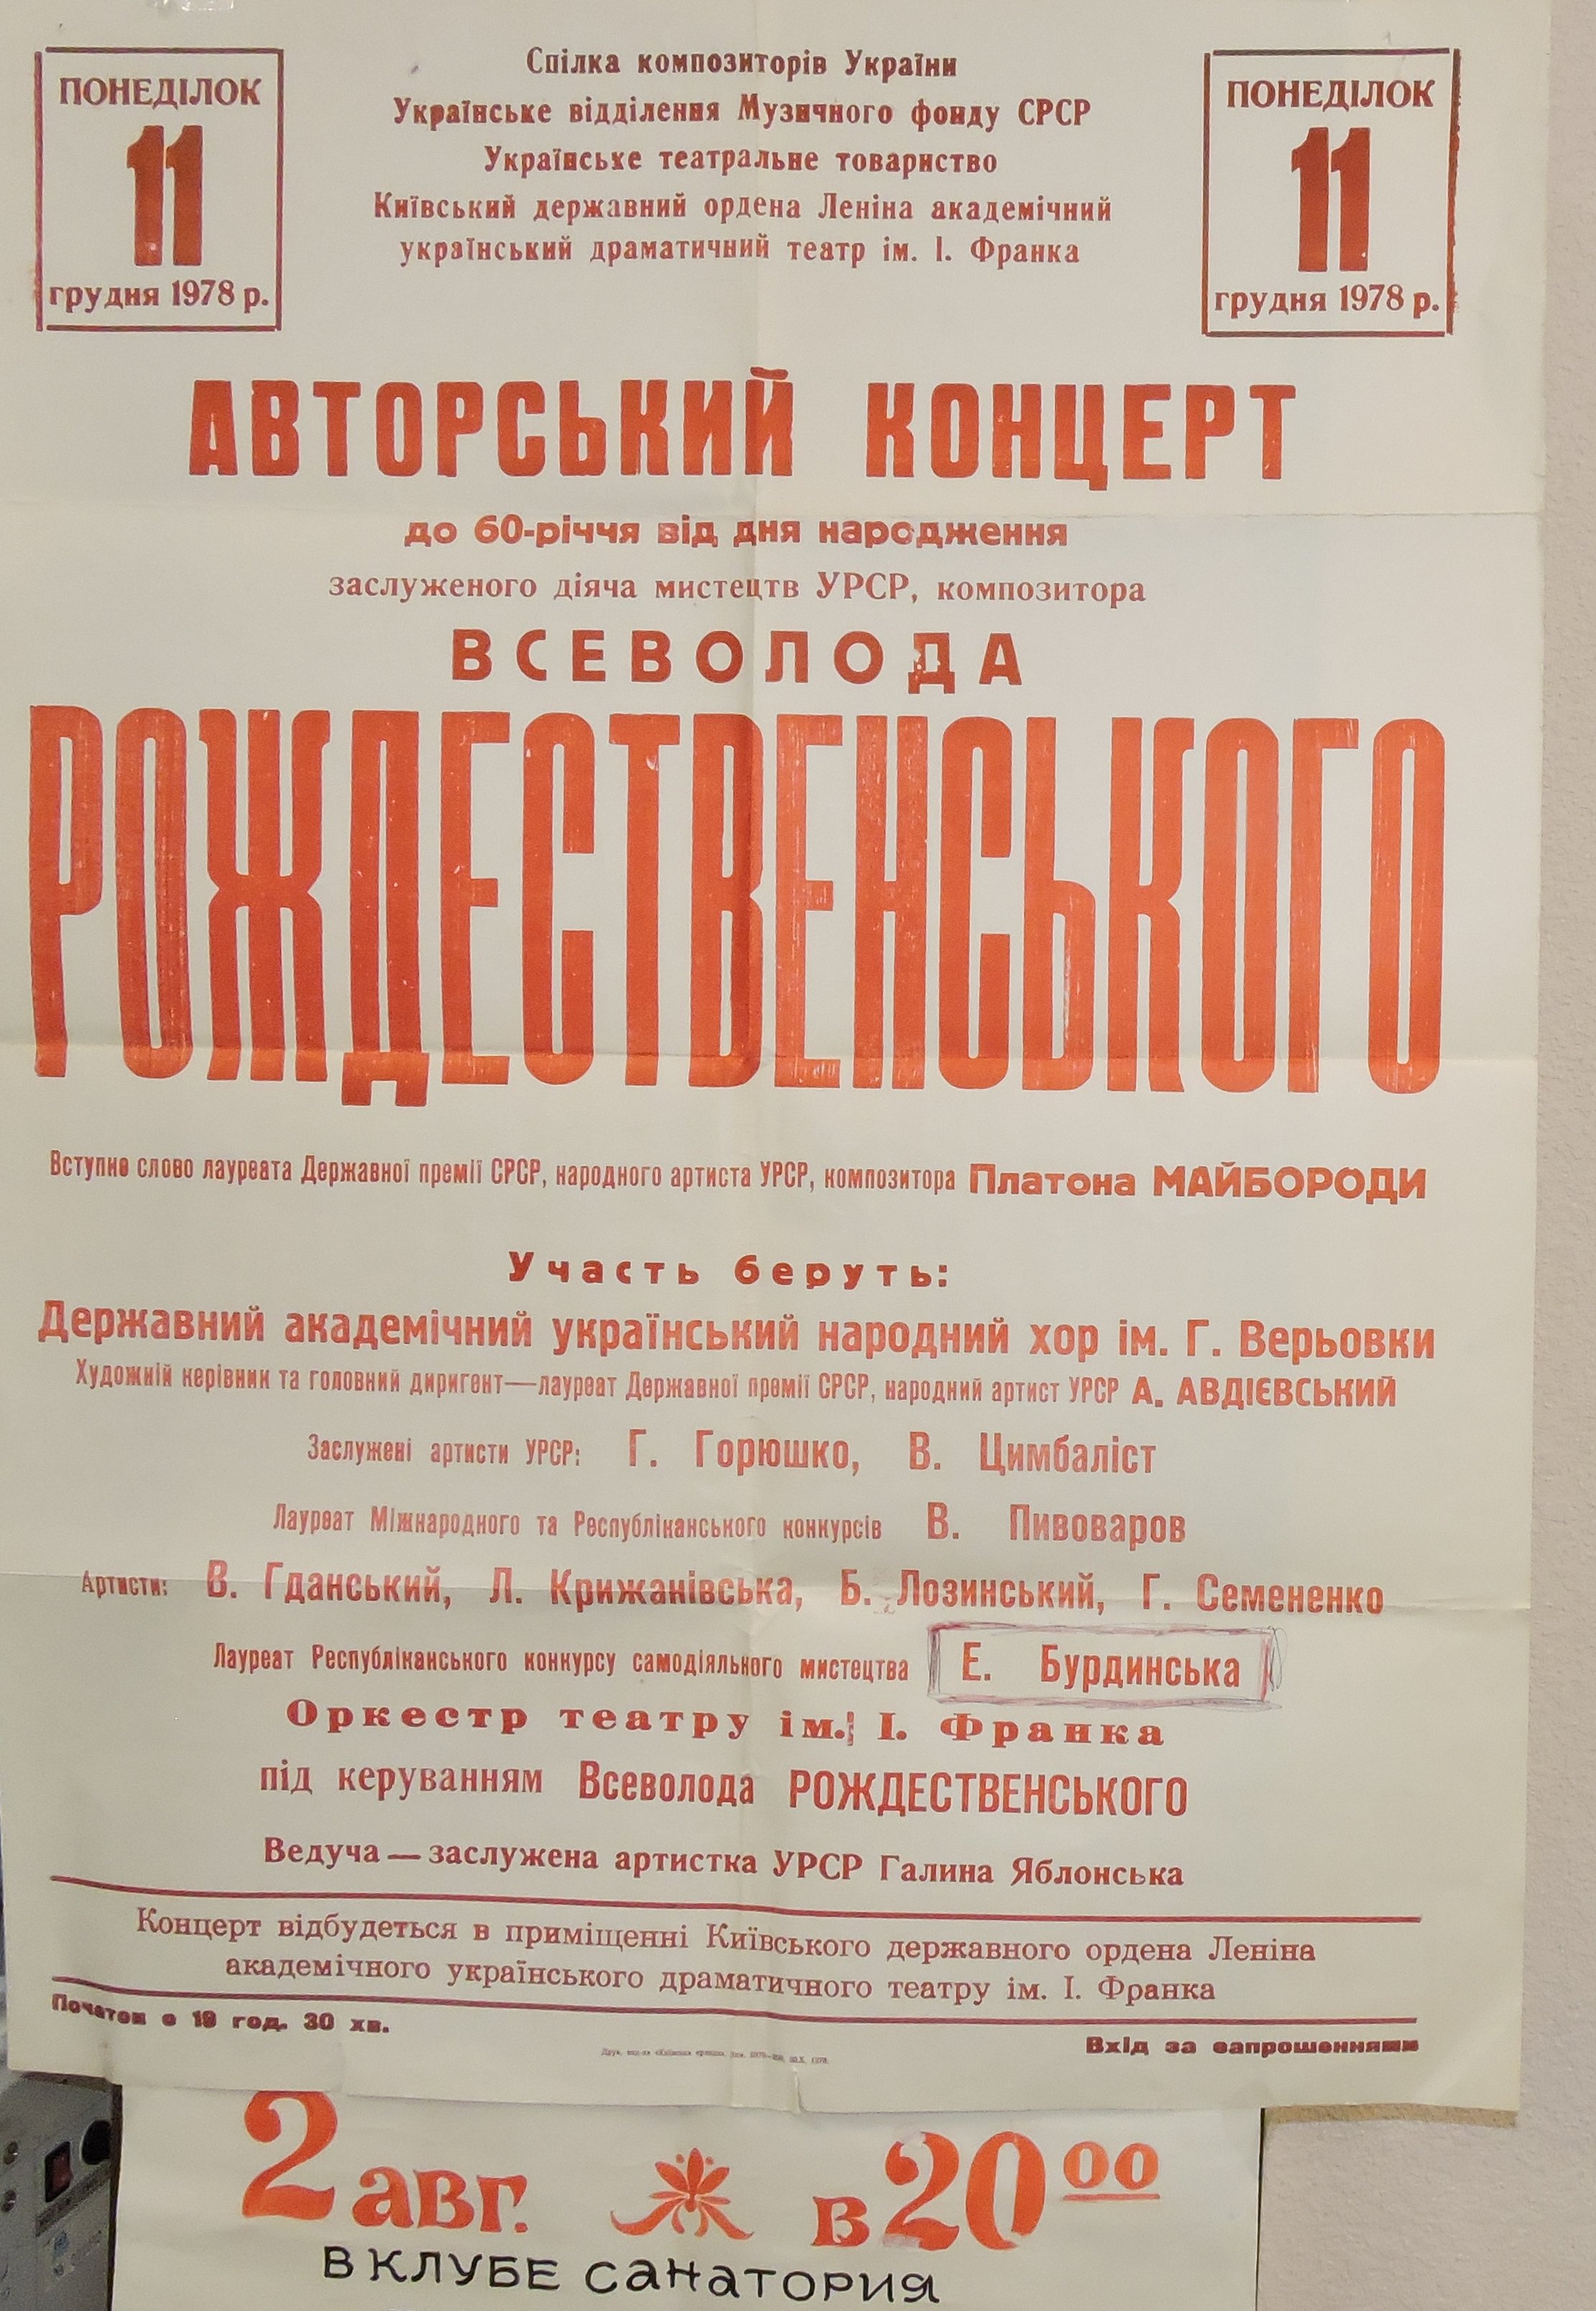 ПОНЕДІЛОК
11
грудня 1978 р.
Спілка композиторів України
Українське відділення Музичного фонду СРСР
Українське театральне товариство
Київський державний ордена Леніна академічний
український драматичний театр ім. І. Франка
ПОНЕДІЛОК
11
грудня 1978 р.
АВТОРСЬКИЙ КОНЦЕРТ
до 60-річчя від дня народження
заслуженого діяча мистецтв УРСР, композитора
ВСЕВОЛОДА
РОЖДЕСТВЕНСЬКОГО
Вступне слово лауреата Державної премії СРСР, народного артиста УРСР, композитора Платона МАЙБОРОДИ
Участь беруть:
Державний академічний український народний хор ім. Г. Верьовки
Художній керівник та головний диригент—лауреат Державної премії СРСР, народний артист УРСР А. АВДІЄВСЬКИЙ
Заслужені артисти УРСР: Г. Горюшко, В. Цимбаліст
Лауреат Міжнародного та Республіканського конкурсів В. Пивоваров
Артисти: В. Гданський, Л. Крижанівська, Б. Лозинський, Г. Семененко
Лауреат Республіканського конкурсу самодіяльного мистецтва Е. Бурдинська
Оркестр театру ім. І. Франка
під керуванням Всеволода РОЖДЕСТВЕНСЬКОГО
Ведуча — заслужена артистка УРСР Галина Яблонська
Концерт відбудеться в приміщенні Київського державного ордена Леніна
академічного українського драматичного театру ім. І. Франка
Початок о 19 год. 30 хв.
Вхід за запрошенням
2 авг. в 20 00
В КЛУБЕ САНАТОРИЯ